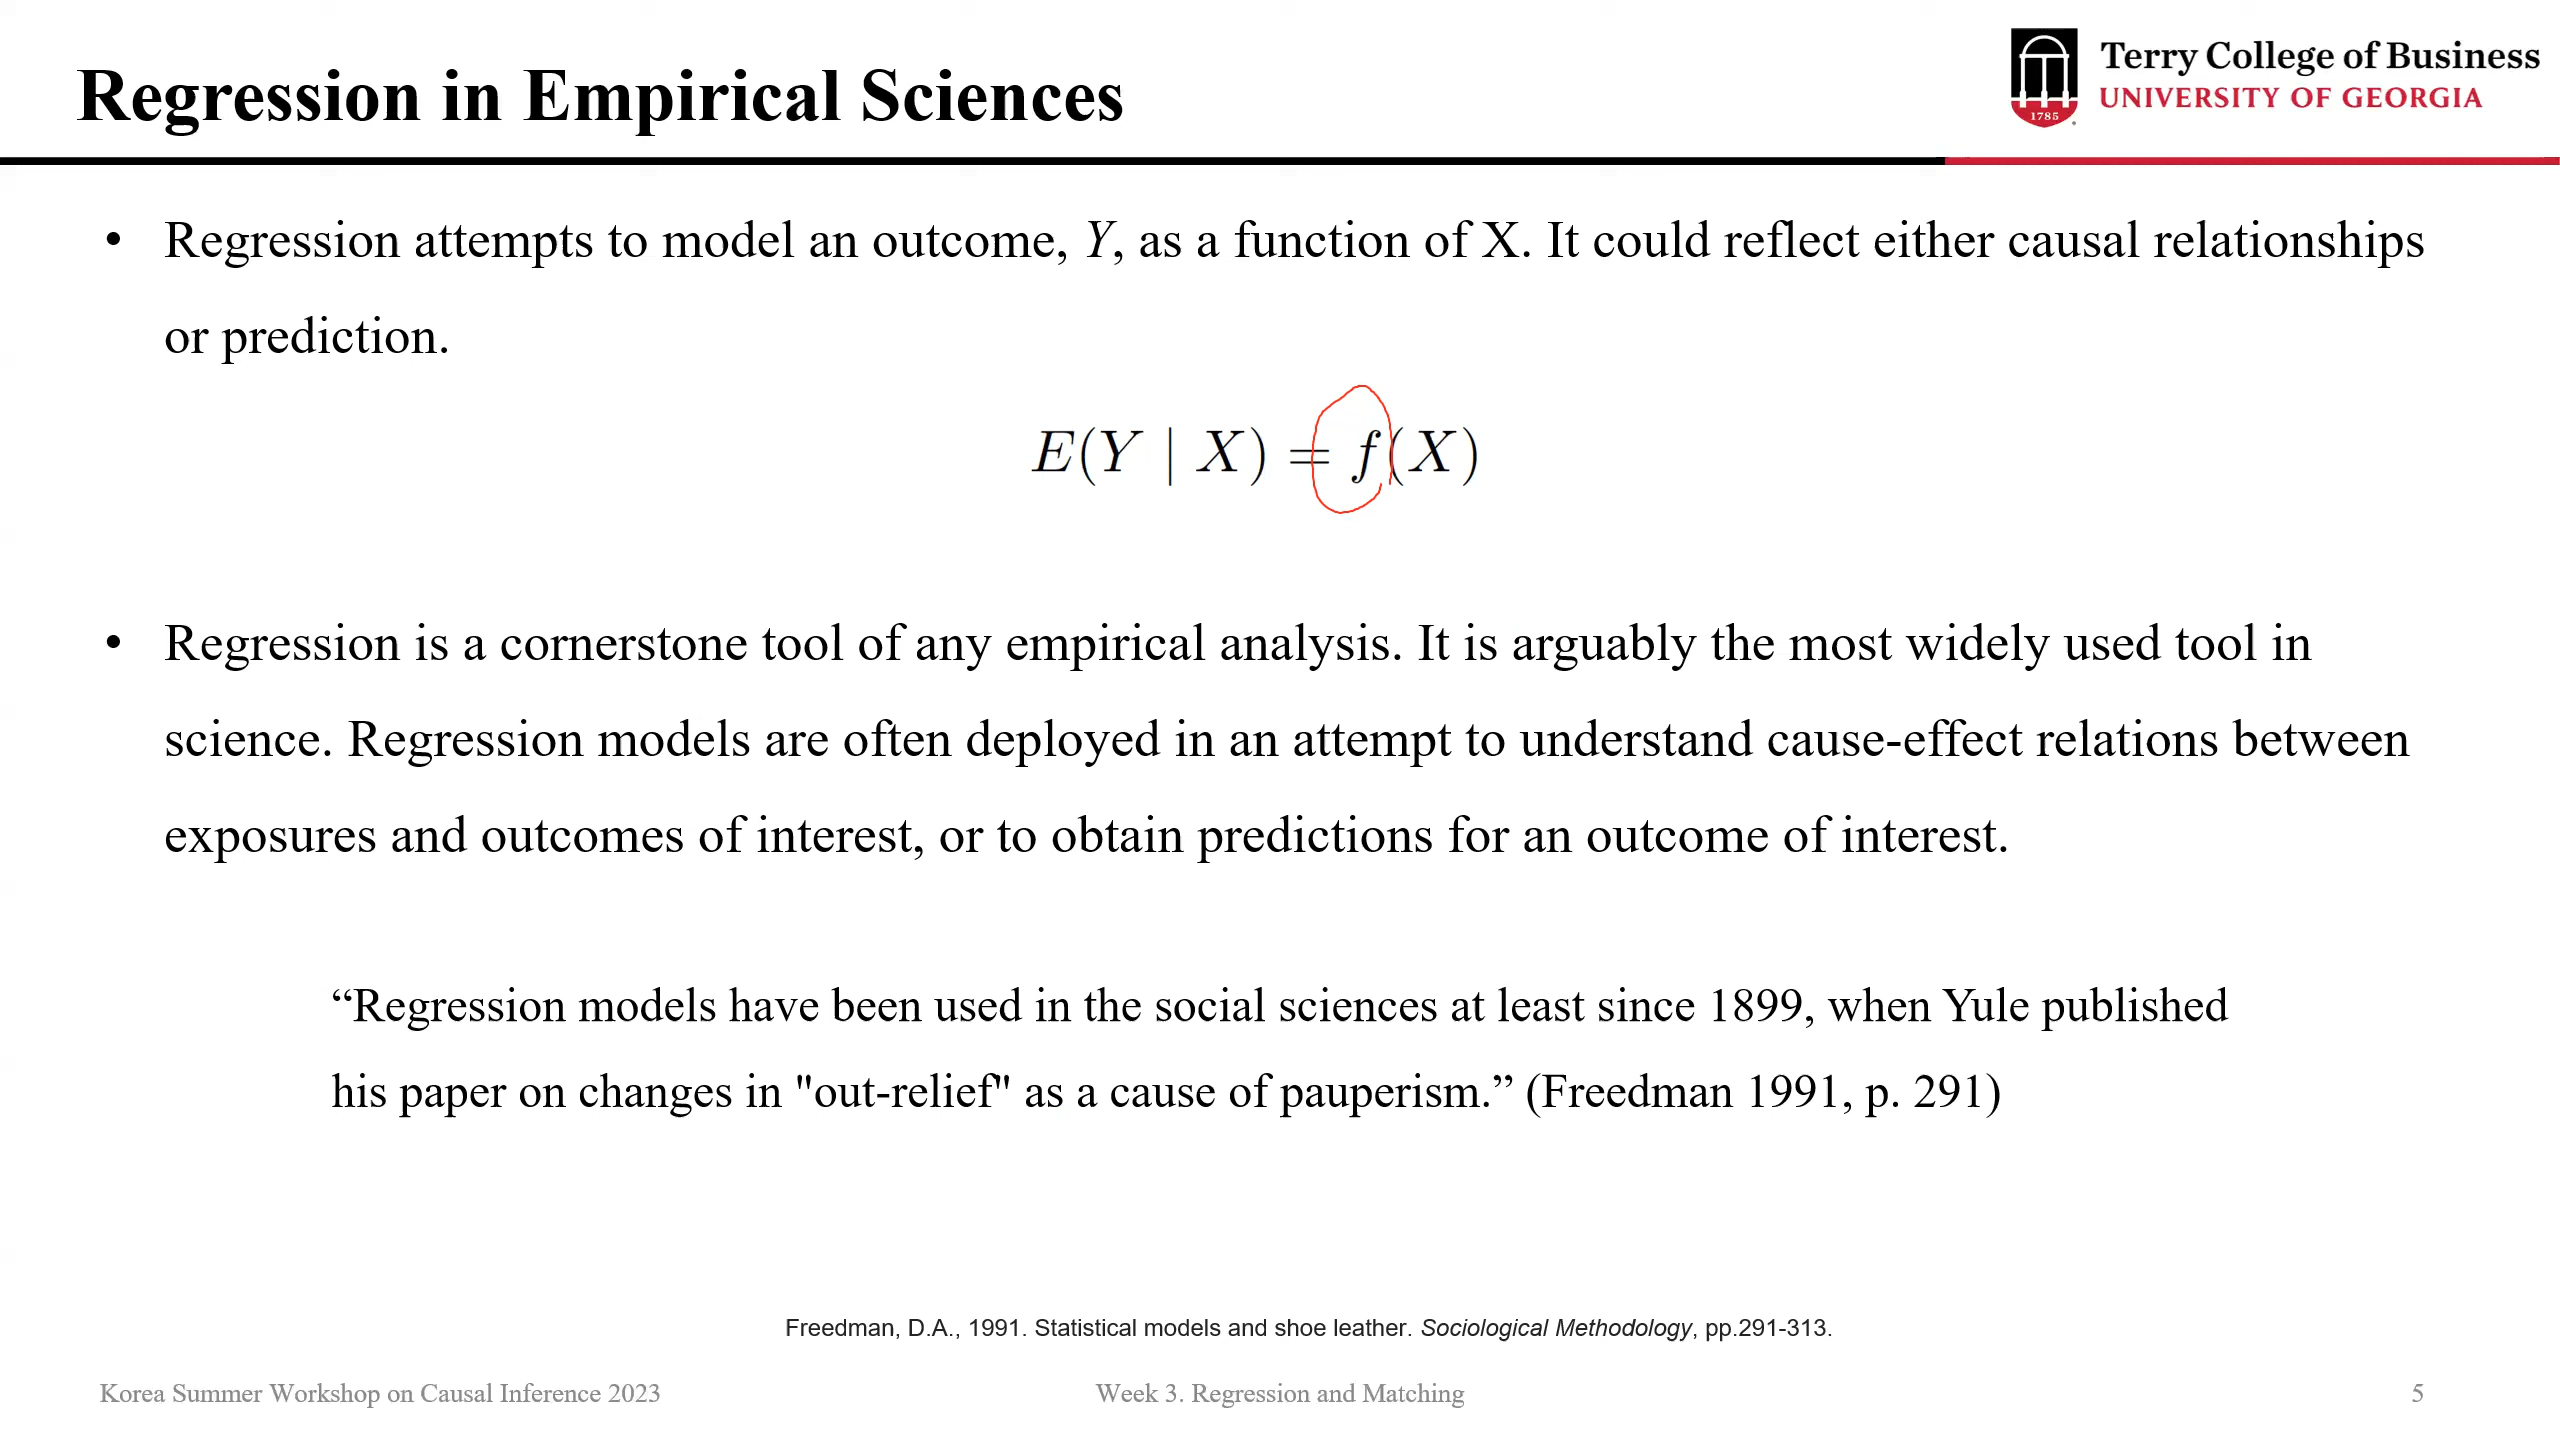 Regression in Empirical Sciences
Terry College of Business
UNIVERSITY OF GEORGIA
1785
• Regression attempts to model an outcome, Y, as a function of X. It could reflect either causal relationships
or prediction.
E(Y | X) = f(X)
• Regression is a cornerstone tool of any empirical analysis. It is arguably the most widely used tool in
science. Regression models are often deployed in an attempt to understand cause-effect relations between
exposures and outcomes of interest, or to obtain predictions for an outcome of interest.
“Regression models have been used in the social sciences at least since 1899, when Yule published
his paper on changes in "out-relief" as a cause of pauperism.” (Freedman 1991, p. 291)
Freedman, D.A., 1991. Statistical models and shoe leather. Sociological Methodology, pp.291-313.
Korea Summer Workshop on Causal Inference 2023
Week 3. Regression and Matching
5